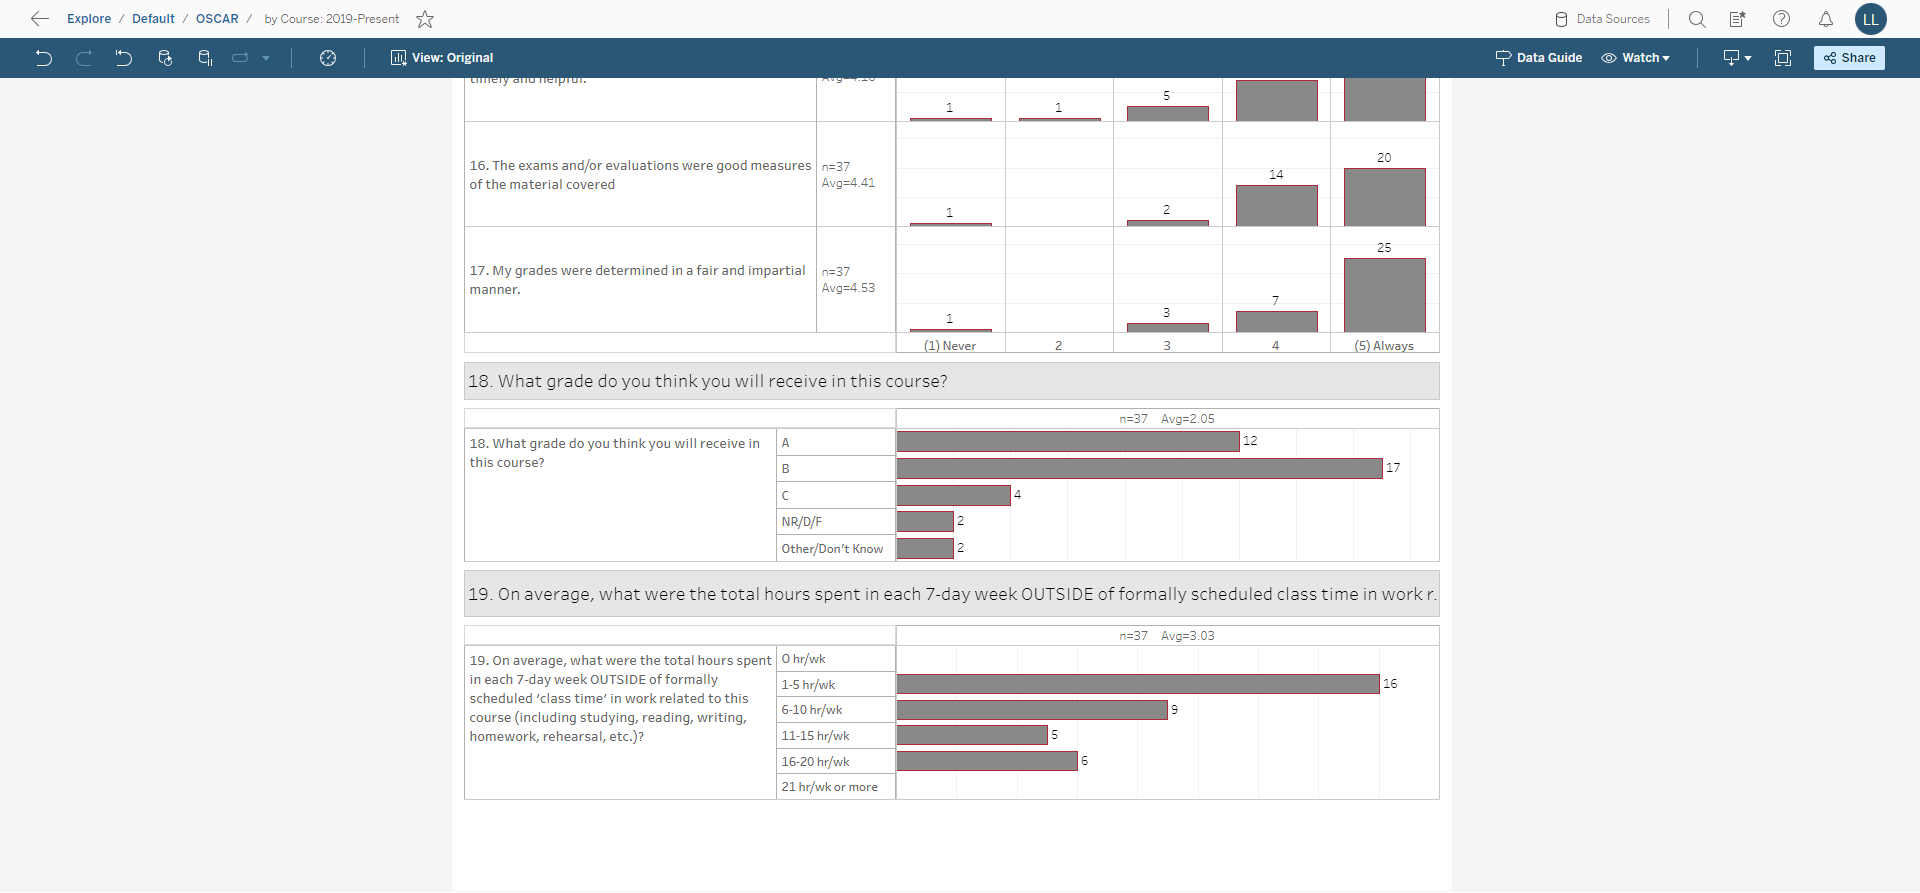 Explore / Default / OSCAR / by Course: 2019-Present
Data Sources
LL
View: Original
Data Guide
Watch
Share
timely and helpful.
1
1
5
16. The exams and/or evaluations were good measures
of the material covered
n=37
Avg=4.41
1
2
14
20
17. My grades were determined in a fair and impartial
manner.
n=37
Avg=4.53
1
3
7
25
(1) Never
2
3
4
(5) Always
18. What grade do you think you will receive in this course?
n=37 Avg=2.05
18. What grade do you think you will receive in
this course?
A
12
B
17
C
4
NR/D/F
2
Other/Don't Know
2
19. On average, what were the total hours spent in each 7-day week OUTSIDE of formally scheduled class time in work r.
n=37 Avg=3.03
19. On average, what were the total hours spent
in each 7-day week OUTSIDE of formally
scheduled 'class time' in work related to this
course (including studying, reading, writing,
homework, rehearsal, etc.)?
0 hr/wk
1-5 hr/wk
16
6-10 hr/wk
9
11-15 hr/wk
5
16-20 hr/wk
6
21 hr/wk or more